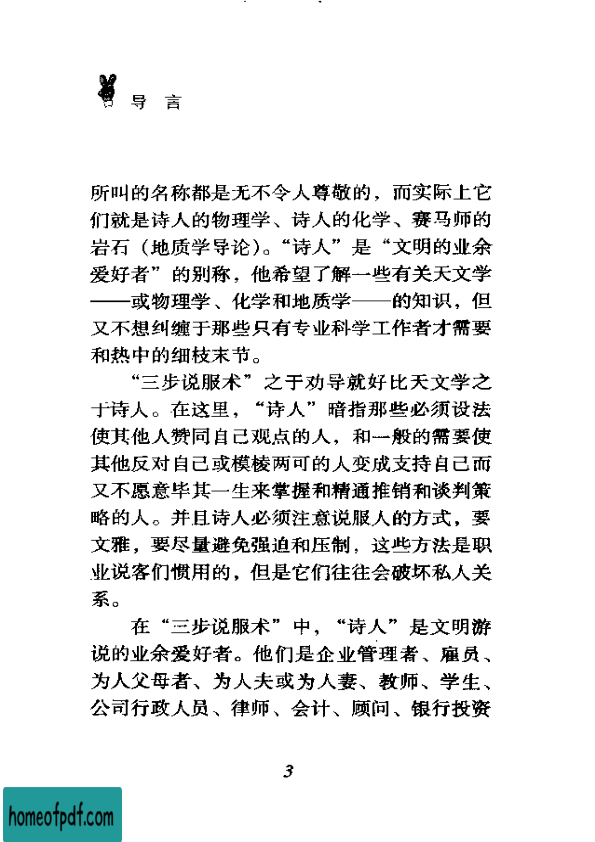 导 言
所叫的名称都是无不令人尊敬的，而实际上它
们就是诗人的物理学、诗人的化学、赛马师的
岩石（地质学导论）。“诗人”是“文明的业余
爱好者”的别称，他希望了解一些有关天文学
——或物理学、化学和地质学——的知识，但
又不想纠缠于那些只有专业科学工作者才需要
和热中的细枝末节。
“三步说服术”之于劝导就好比天文学之
于诗人。在这里，“诗人”暗指那些必须设法
使其他人赞同自己观点的人，和一般的需要使
其他反对自己或模棱两可的人变成支持自己而
又不愿意毕其一生来掌握和精通推销和谈判策
略的人。并且诗人必须注意说服人的方式，要
文雅，要尽量避免强迫和压制，这些方法是职
业说客们惯用的，但是它们往往会破坏私人关
系。
在“三步说服术”中，“诗人”是文明游
说的业余爱好者。他们是企业管理者、雇员、
为人父母者、为人夫或为人妻、教师、学生、
公司行政人员、律师、会计、顾问、银行投资
3
homeofpdf.com